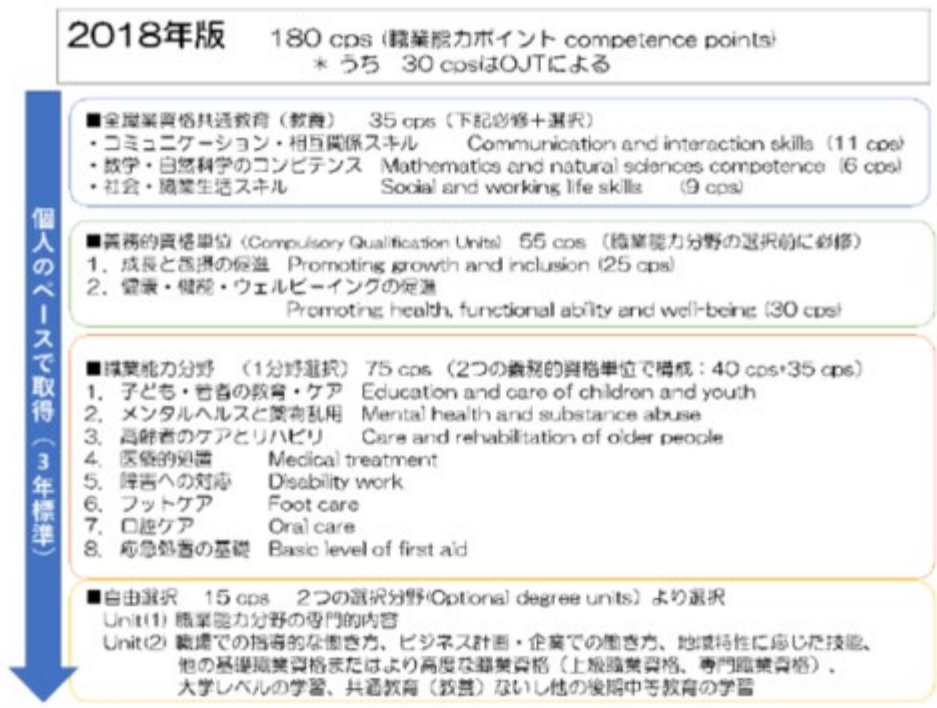 2018年版 180 cps (職業能力ポイント competence points)
* うち 30 cpsはOJTによる
個人のペースで取得（3年標準）
■全職業資格共通教育（教養） 35 cps（下記必修＋選択）
・コミュニケーション・相互関係スキル Communication and interaction skills (11 cps)
・数学・自然科学のコンピテンス Mathematics and natural sciences competence (6 cps)
・社会・職業生活スキル Social and working life skills (9 cps)
■義務的資格単位（Compulsory Qualification Units） 55 cps （職業能力分野の選択前に必修）
1. 成長と包摂の促進 Promoting growth and inclusion (25 cps)
2. 健康・機能・ウェルビーイングの促進
Promoting health, functional ability and well-being (30 cps)
■職業能力分野 （1分野選択） 75 cps （2つの義務的資格単位で構成：40 cps+35 cps）
1. 子ども・若者の教育・ケア Education and care of children and youth
2. メンタルヘルスと薬物乱用 Mental health and substance abuse
3. 高齢者のケアとリハビリ Care and rehabilitation of older people
4. 医療的処置 Medical treatment
5. 障害への対応 Disability work
6. フットケア Foot care
7. 口腔ケア Oral care
8. 応急処置の基礎 Basic level of first aid
■自由選択 15 cps 2つの選択分野(Optional degree units）より選択
Unit(1) 職業能力分野の専門的内容
Unit(2) 職場での指導的な働き方、ビジネス計画・企業での働き方、地域特性に応じた技能、
他の基礎職業資格またはより高度な職業資格（上級職業資格、専門職業資格）、
大学レベルの学習、共通教育（教養）ないし他の後期中等教育の学習